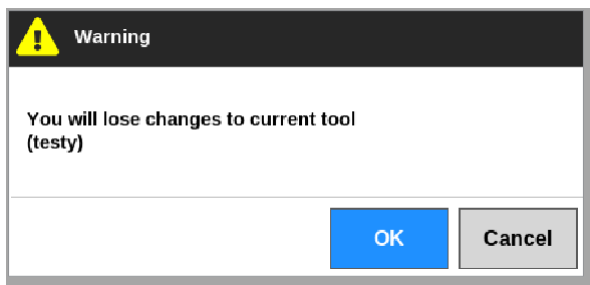 Warning
You will lose changes to current tool
(testy)
OK
Cancel